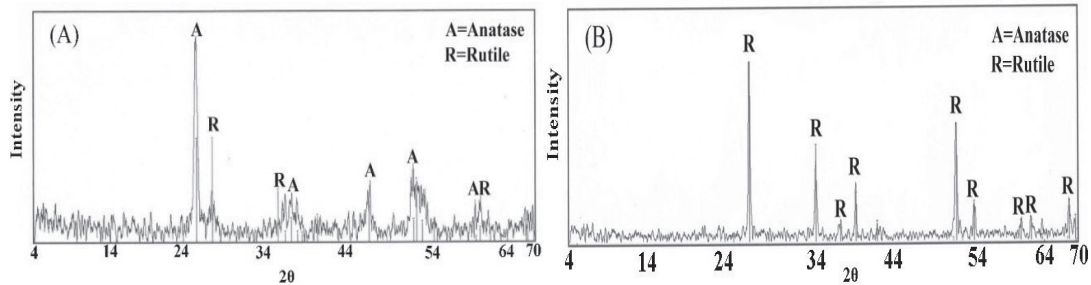 (A)
A=Anatase
R=Rutile
A
R
R
A
A
A
AR
Intensity
4 14 24 34 44 54 64 70
2θ
(B)
A=Anatase
R=Rutile
R
R
R
R
R
R
R
R
R
Intensity
4 14 24 34 44 54 64 70
2θ